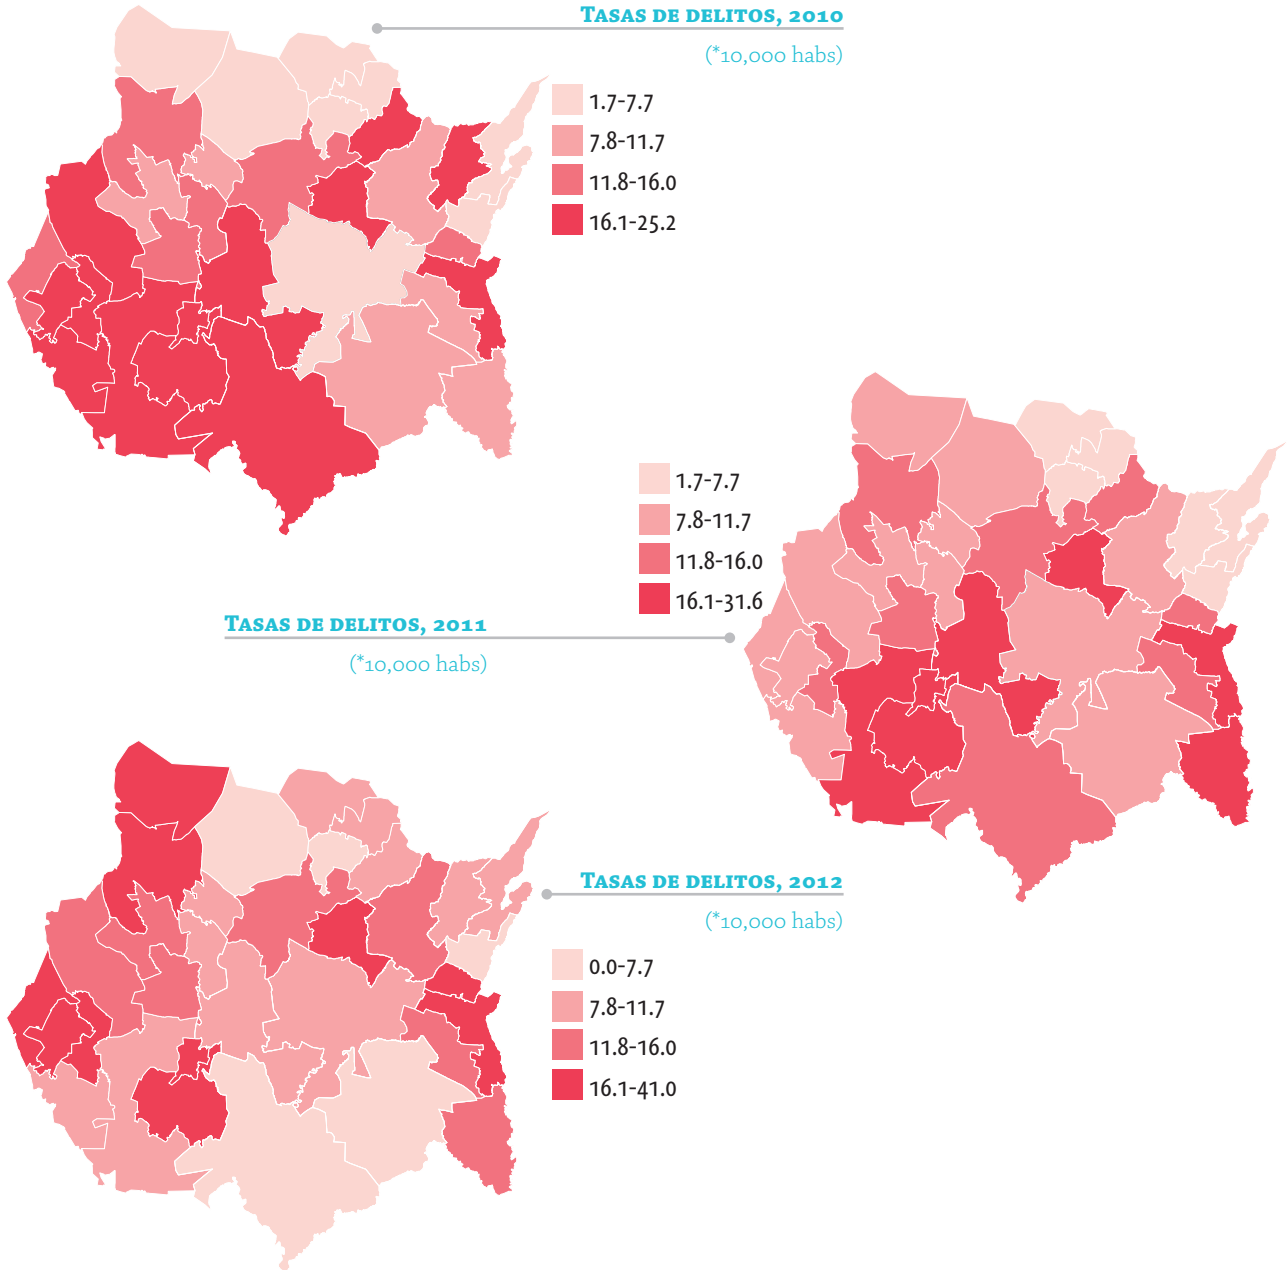 Tasas de delitos, 2010
(*10,000 habs)
1.7-7.7
7.8-11.7
11.8-16.0
16.1-25.2
1.7-7.7
7.8-11.7
11.8-16.0
16.1-31.6
Tasas de delitos, 2011
(*10,000 habs)
Tasas de delitos, 2012
(*10,000 habs)
0.0-7.7
7.8-11.7
11.8-16.0
16.1-41.0